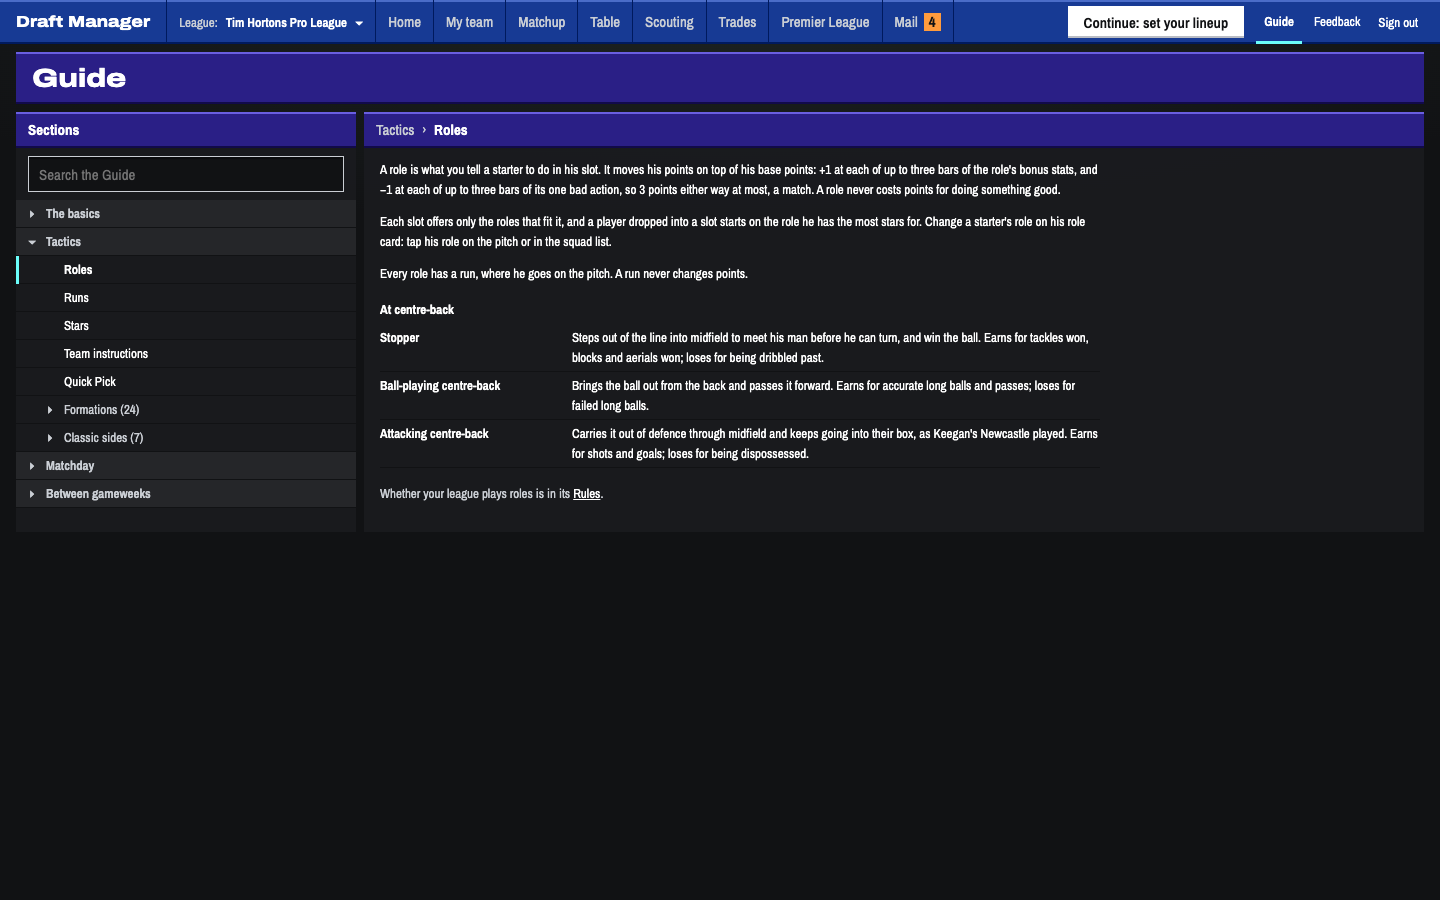 Draft Manager
League: Tim Hortons Pro League
Home
My team
Matchup
Table
Scouting
Trades
Premier League
Mail 4
Continue: set your lineup
Guide
Feedback
Sign out
Guide
Sections
Search the Guide
The basics
Tactics
Roles
Runs
Stars
Team instructions
Quick Pick
Formations (24)
Classic sides (7)
Matchday
Between gameweeks
Tactics › Roles
A role is what you tell a starter to do in his slot. It moves his points on top of his base points: +1 at each of up to three bars of the role's bonus stats, and
−1 at each of up to three bars of its one bad action, so 3 points either way at most, a match. A role never costs points for doing something good.
Each slot offers only the roles that fit it, and a player dropped into a slot starts on the role he has the most stars for. Change a starter's role on his role
card: tap his role on the pitch or in the squad list.
Every role has a run, where he goes on the pitch. A run never changes points.
At centre-back
Stopper
Steps out of the line into midfield to meet his man before he can turn, and win the ball. Earns for tackles won,
blocks and aerials won; loses for being dribbled past.
Ball-playing centre-back
Brings the ball out from the back and passes it forward. Earns for accurate long balls and passes; loses for
failed long balls.
Attacking centre-back
Carries it out of defence through midfield and keeps going into their box, as Keegan's Newcastle played. Earns
for shots and goals; loses for being dispossessed.
Whether your league plays roles is in its Rules.